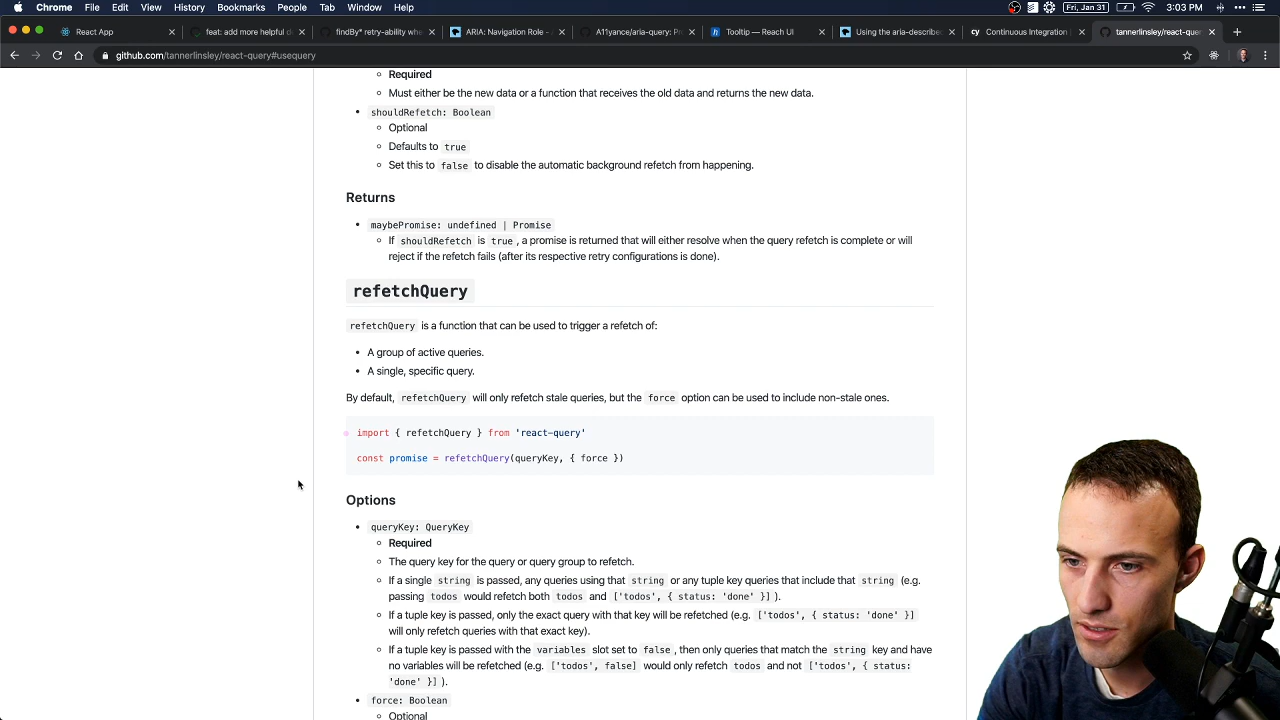 Chrome File Edit View History Bookmarks People Tab Window Help Fri, Jan 31 3:03 PM
React App feat: add more helpful d findBy* retry-ability whe ARIA: Navigation Role - A11yance/aria-query: Pr Tooltip — Reach UI Using the aria-describe Continuous Integration tannerlinsley/react-quer
github.com/tannerlinsley/react-query#usequery
Required
Must either be the new data or a function that receives the old data and returns the new data.
shouldRefetch: Boolean
Optional
Defaults to true
Set this to false to disable the automatic background refetch from happening.
Returns
maybePromise: undefined | Promise
If shouldRefetch is true, a promise is returned that will either resolve when the query refetch is complete or will
reject if the refetch fails (after its respective retry configurations is done).
refetchQuery
refetchQuery is a function that can be used to trigger a refetch of:
A group of active queries.
A single, specific query.
By default, refetchQuery will only refetch stale queries, but the force option can be used to include non-stale ones.
import { refetchQuery } from 'react-query'
const promise = refetchQuery(queryKey, { force })
Options
queryKey: QueryKey
Required
The query key for the query or query group to refetch.
If a single string is passed, any queries using that string or any tuple key queries that include that string (e.g.
passing todos would refetch both todos and ['todos', { status: 'done' }]).
If a tuple key is passed, only the exact query with that key will be refetched (e.g. ['todos', { status: 'done' }]
will only refetch queries with that exact key).
If a tuple key is passed with the variables slot set to false, then only queries that match the string key and have
no variables will be refetched (e.g. ['todos', false] would only refetch todos and not ['todos', { status:
'done' }]).
force: Boolean
Optional